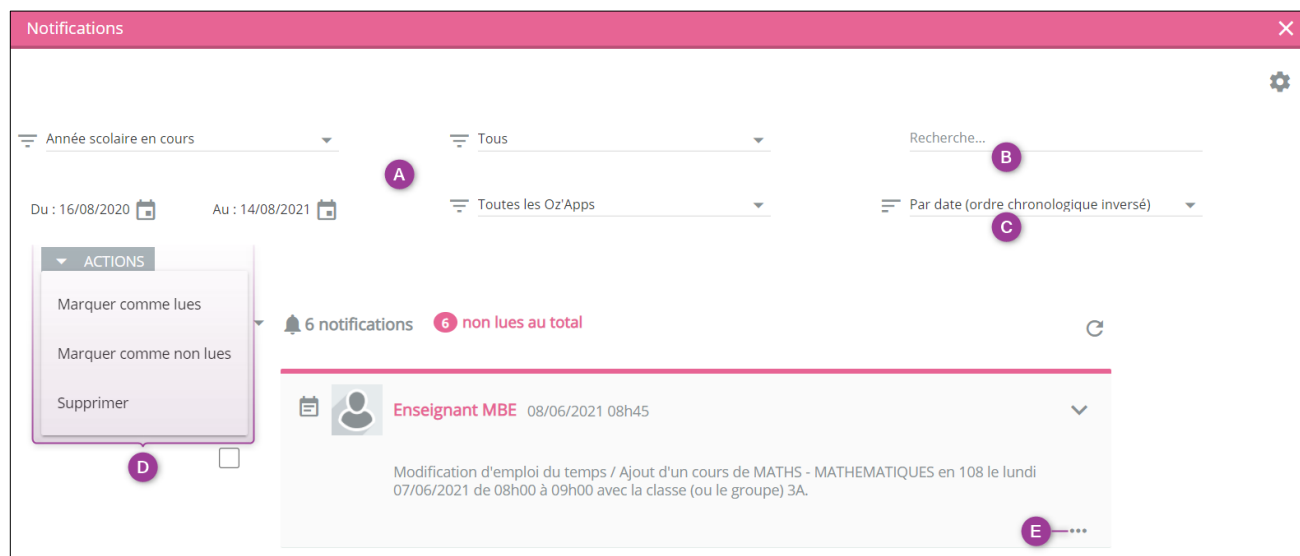 Notifications
Année scolaire en cours
Tous
Recherche...
A
B
Du : 16/08/2020
Au : 14/08/2021
Toutes les Oz'Apps
Par date (ordre chronologique inversé)
C
ACTIONS
Marquer comme lues
Marquer comme non lues
Supprimer
D
6 notifications
6 non lues au total
Enseignant MBE 08/06/2021 08h45
Modification d'emploi du temps / Ajout d'un cours de MATHS - MATHEMATIQUES en 108 le lundi
07/06/2021 de 08h00 à 09h00 avec la classe (ou le groupe) 3A.
E